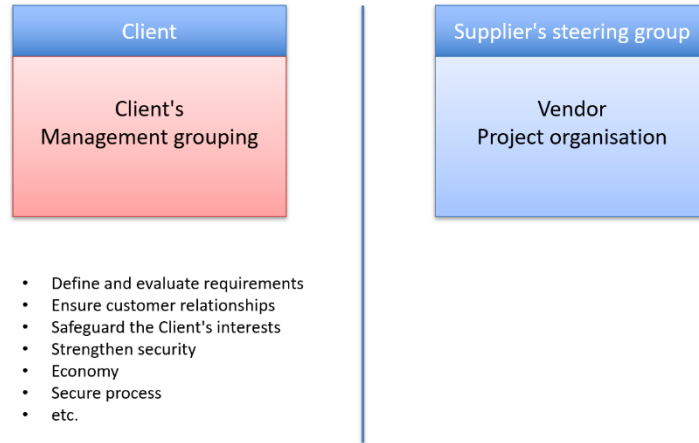 Client
Client's
Management grouping
• Define and evaluate requirements
• Ensure customer relationships
• Safeguard the Client's interests
• Strengthen security
• Economy
• Secure process
• etc.
Supplier's steering group
Vendor
Project organisation